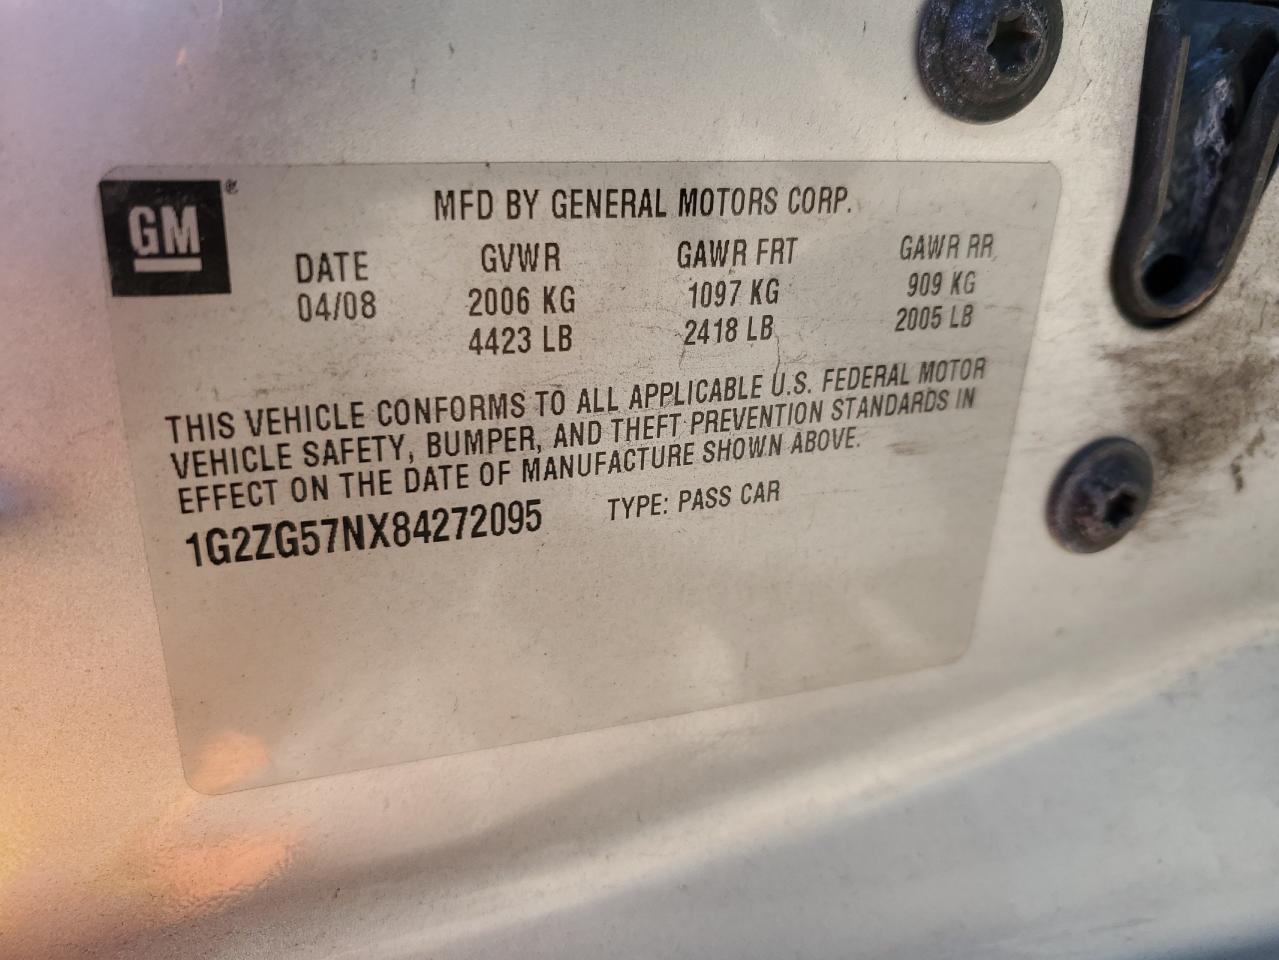 GM ®
MFD BY GENERAL MOTORS CORP.
DATE GVWR GAWR FRT GAWR RR
04/08 2006 KG 1097 KG 909 KG
4423 LB 2418 LB 2005 LB
THIS VEHICLE CONFORMS TO ALL APPLICABLE U.S. FEDERAL MOTOR
VEHICLE SAFETY, BUMPER, AND THEFT PREVENTION STANDARDS IN
EFFECT ON THE DATE OF MANUFACTURE SHOWN ABOVE.
1G2ZG57NX84272095 TYPE: PASS CAR